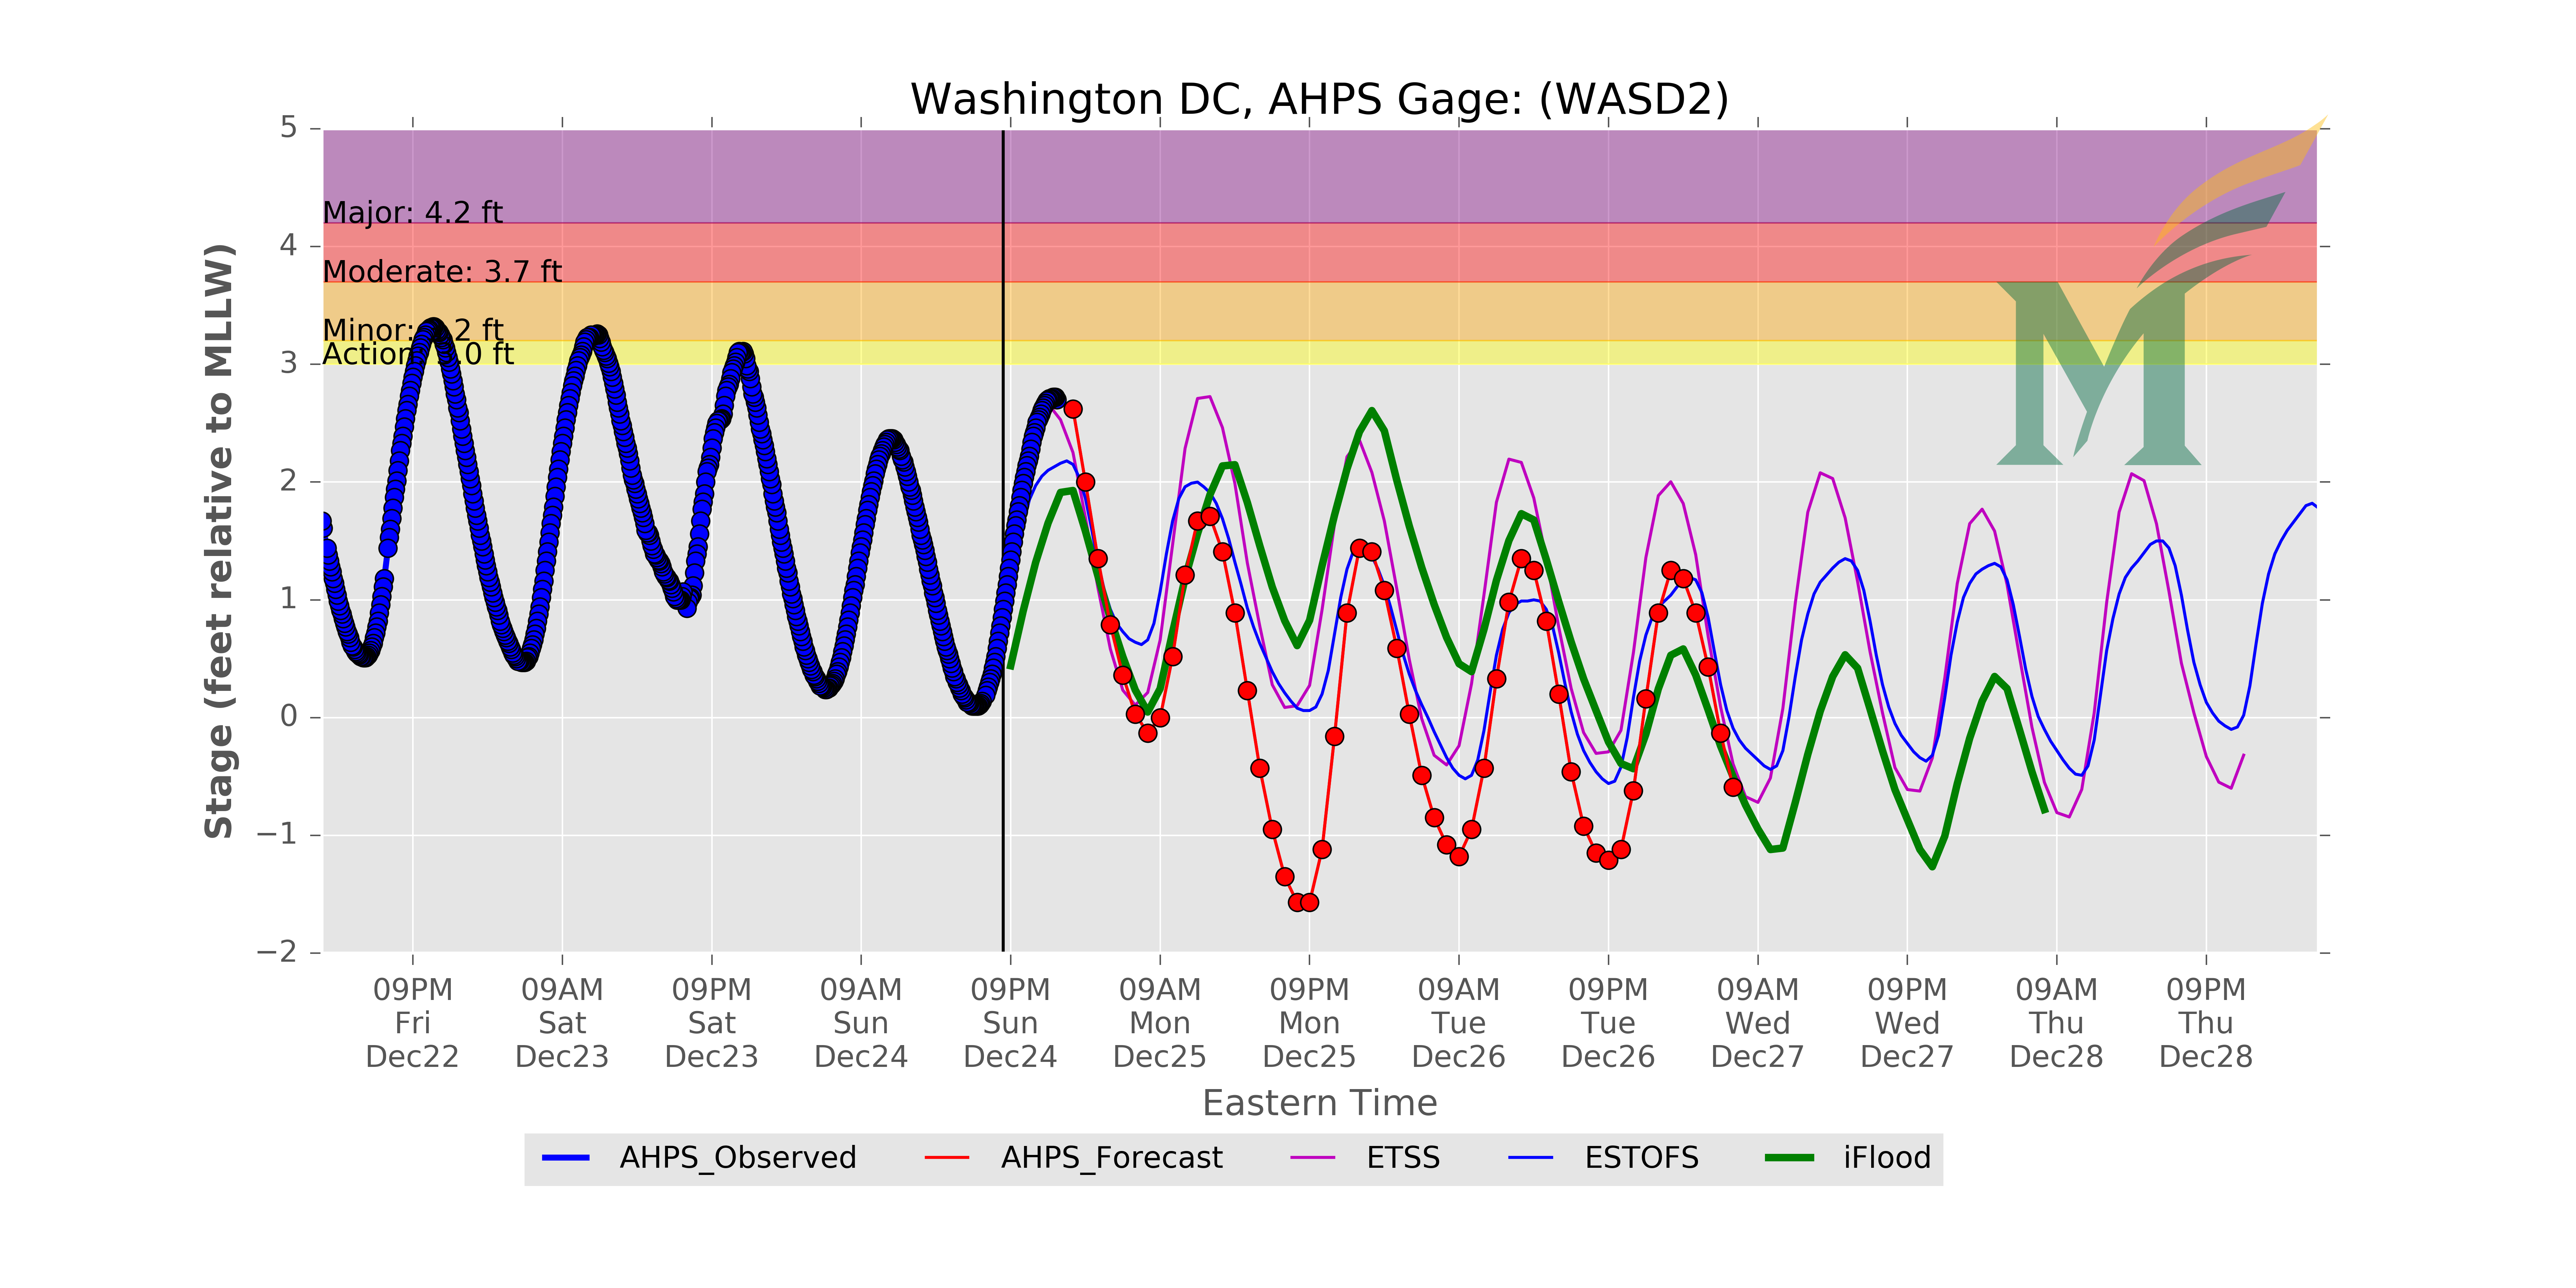 Washington DC, AHPS Gage: (WASD2)
Stage (feet relative to MLLW)
5
4
3
2
1
0
−1
−2
Major: 4.2 ft
Moderate: 3.7 ft
Minor: 2 ft
Action .0 ft
09PM 09AM 09PM 09AM 09PM 09AM 09PM 09AM 09PM 09AM 09PM 09AM 09PM
Fri Sat Sat Sun Sun Mon Mon Tue Tue Wed Wed Thu Thu
Dec22 Dec23 Dec23 Dec24 Dec24 Dec25 Dec25 Dec26 Dec26 Dec27 Dec27 Dec28 Dec28
Eastern Time
AHPS_Observed AHPS_Forecast ETSS ESTOFS iFlood
M